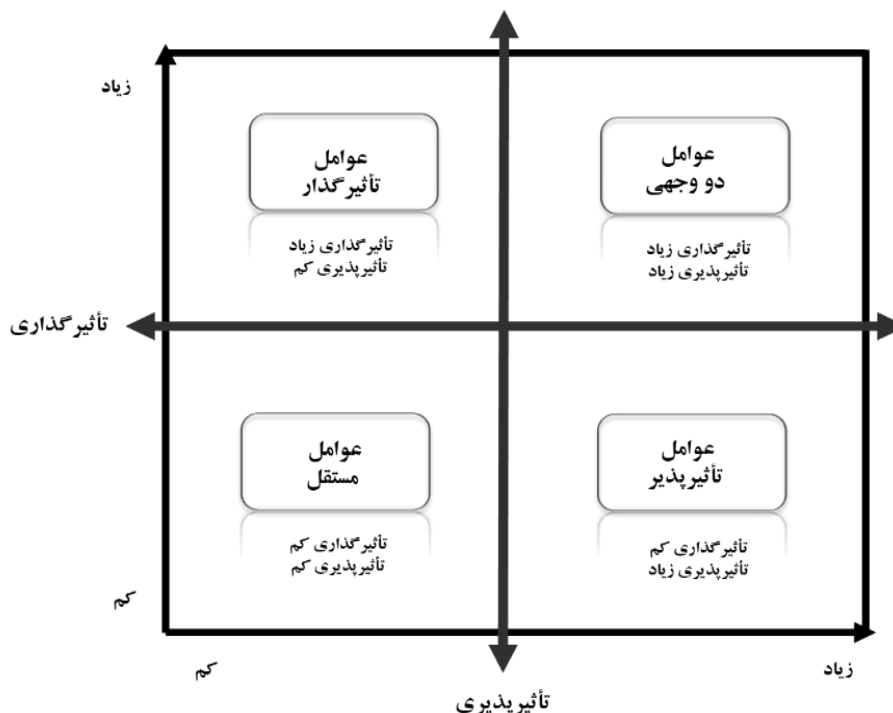 زیاد
عوامل
دو وجهی
تأثیرگذاری زیاد
تأثیرپذیری زیاد
عوامل
تأثیرگذار
تأثیرگذاری زیاد
تأثیرپذیری کم
تأثیرگذاری
عوامل
تأثیرپذیر
تأثیرگذاری کم
تأثیرپذیری زیاد
عوامل
مستقل
تأثیرگذاری کم
تأثیرپذیری کم
کم
زیاد
کم
تأثیرپذیری